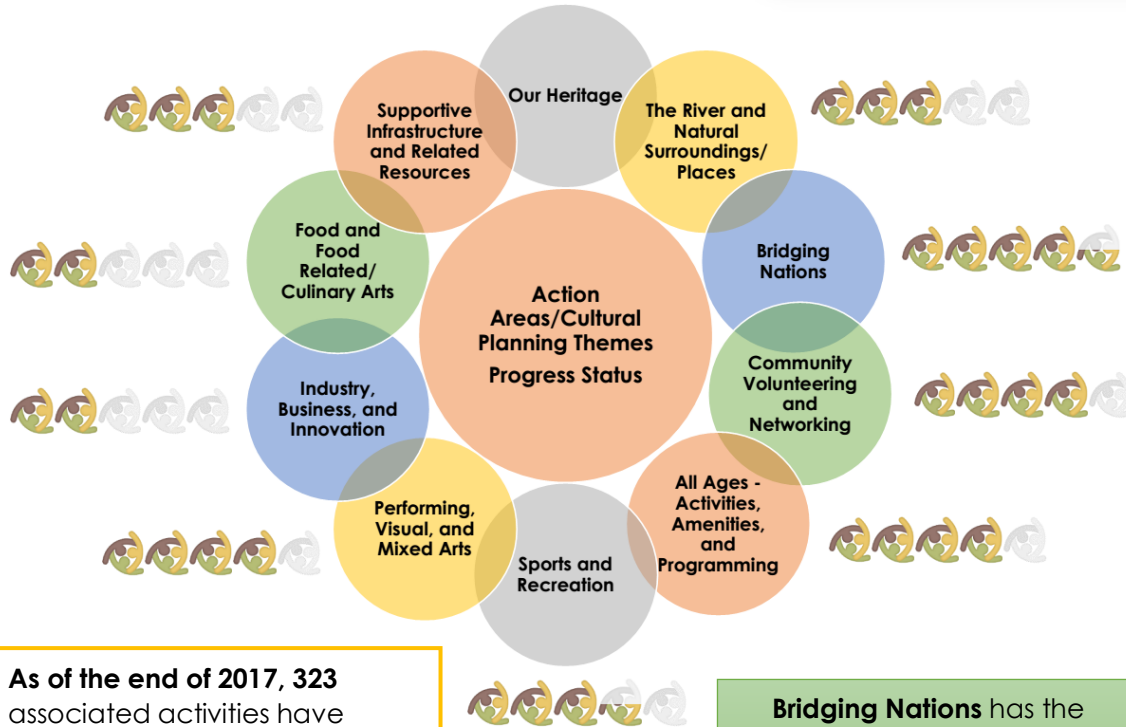 Our Heritage
Supportive
Infrastructure
and Related
Resources
The River and
Natural
Surroundings/
Places
Food and
Food
Related/
Culinary Arts
Bridging
Nations
Action
Areas/Cultural
Planning Themes
Progress Status
Industry,
Business, and
Innovation
Community
Volunteering
and
Networking
Performing,
Visual, and
Mixed Arts
All Ages -
Activities,
Amenities,
and
Programming
Sports and
Recreation
As of the end of 2017, 323
associated activities have
Bridging Nations has the